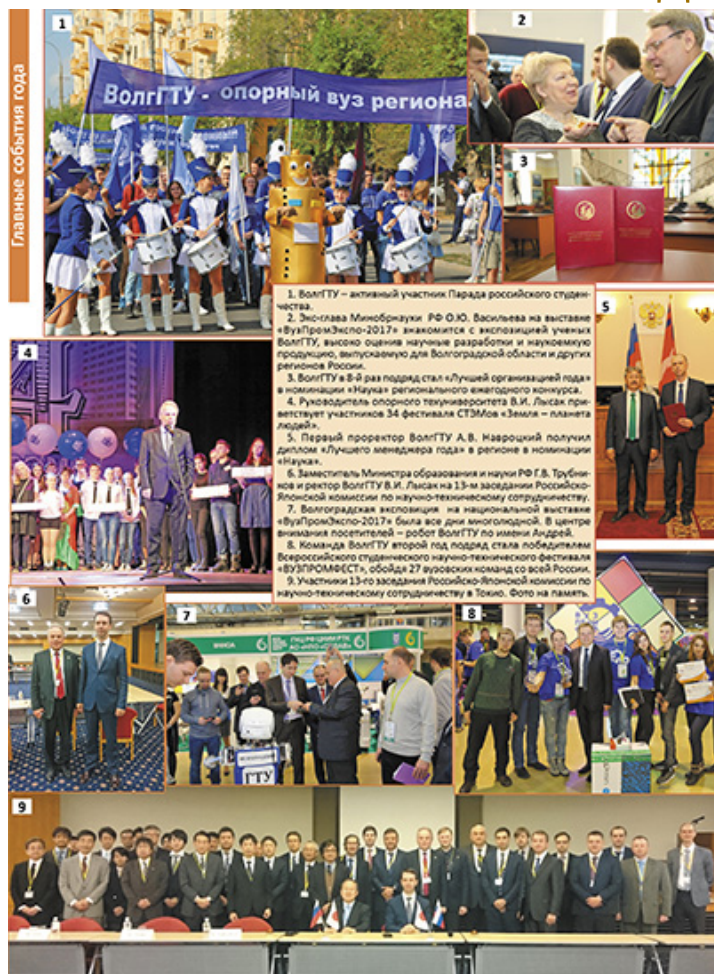 Главные события года
1
ВолгГТУ - опорный вуз региона
2
3
1. ВолгГТУ – активный участник Парада российского студен-
чества.
2. Экс-глава Минобрнауки РФ О.Ю. Васильева на выставке
«ВузПромЭкспо-2017» знакомится с экспозицией ученых
ВолгГТУ, высоко оценив научные разработки и наукоемкую
продукцию, выпускаемую для Волгоградской области и других
регионов России.
3. ВолгГТУ в 8-й раз подряд стал «Лучшей организацией года»
в номинации «Наука» регионального ежегодного конкурса.
4. Руководитель опорного техуниверситета В.И. Лысак при-
ветствует участников 34 фестиваля СТЭМов «Земля – планета
людей».
5. Первый проректор ВолгГТУ А.В. Навроцкий получил
диплом «Лучшего менеджера года» в регионе в номинации
«Наука».
6. Заместитель Министра образования и науки РФ Г.В. Трубни-
ков и ректор ВолгГТУ В.И. Лысак на 13-м заседании Российско-
Японской комиссии по научно-техническому сотрудничеству.
7. Волгоградская экспозиция на национальной выставке
«ВузПромЭкспо-2017» была все дни многолюдной. В центре
внимания посетителей – робот ВолгГТУ по имени Андрей.
8. Команда ВолгГТУ второй год подряд стала победителем
Всероссийского студенческого научно-технического фестиваля
«ВУЗПРОМФЕСТ», обойдя 27 вузовских команд со всей России.
9. Участники 13-го заседания Российско-Японской комиссии по
научно-техническому сотрудничеству в Токио. Фото на память.
4
5
6
7
6
6
ГТУ
8
9